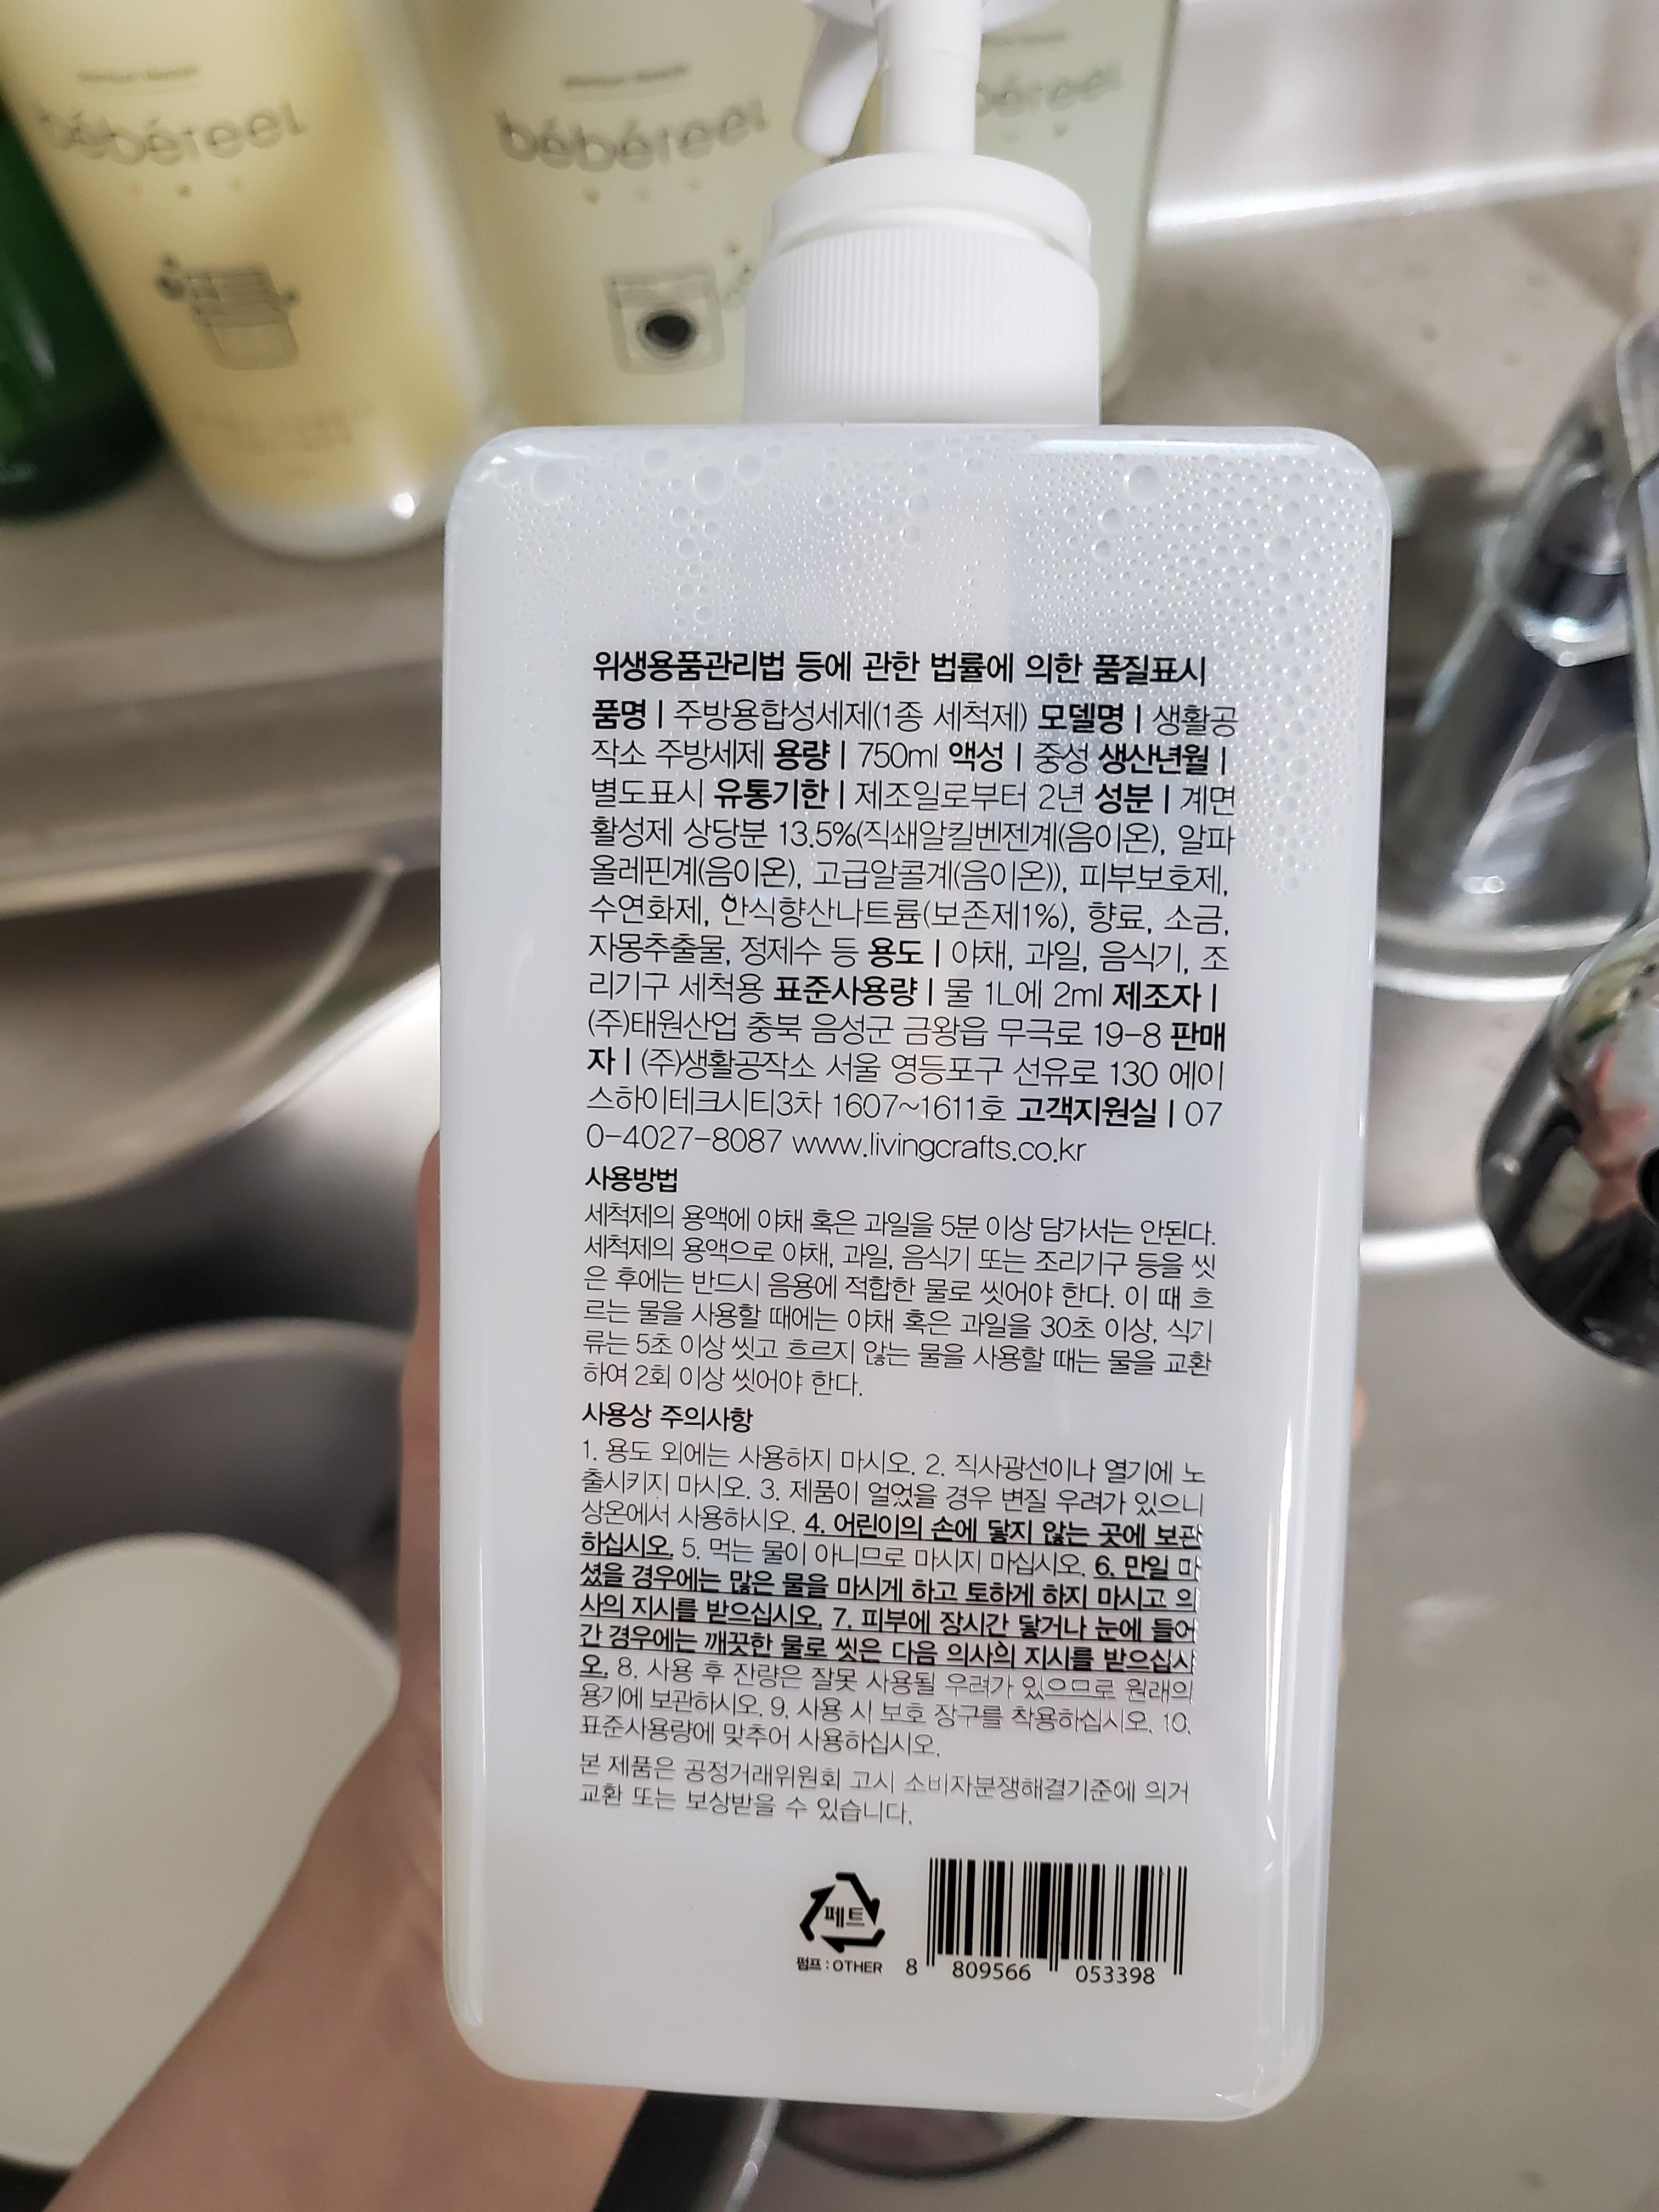 bébéreel
bébéreel
béreel
위생용품관리법 등에 관한 법률에 의한 품질표시
품명 | 주방용합성세제(1종 세척제) 모델명 | 생활공
작소 주방세제 용량 | 750ml 액성 | 중성 생산년월 |
별도표시 유통기한 | 제조일로부터 2년 성분 | 계면
활성제 상당분 13.5%(직쇄알킬벤젠계(음이온), 알파
올레핀계(음이온), 고급알콜계(음이온)), 피부보호제,
수연화제, 안식향산나트륨(보존제1%), 향료, 소금,
자몽추출물, 정제수 등 용도 | 야채, 과일, 음식기, 조
리기구 세척용 표준사용량 | 물 1L에 2ml 제조자 |
(주)태원산업 충북 음성군 금왕읍 무극로 19-8 판매
자 | (주)생활공작소 서울 영등포구 선유로 130 에이
스하이테크시티3차 1607~1611호 고객지원실 | 07
0-4027-8087 www.livingcrafts.co.kr
사용방법
세척제의 용액에 야채 혹은 과일을 5분 이상 담가서는 안된다.
세척제의 용액으로 야채, 과일, 음식기 또는 조리기구 등을 씻
은 후에는 반드시 음용에 적합한 물로 씻어야 한다. 이 때 흐
르는 물을 사용할 때에는 야채 혹은 과일을 30초 이상, 식기
류는 5초 이상 씻고 흐르지 않는 물을 사용할 때는 물을 교환
하여 2회 이상 씻어야 한다.
사용상 주의사항
1. 용도 외에는 사용하지 마시오. 2. 직사광선이나 열기에 노
출시키지 마시오. 3. 제품이 얼었을 경우 변질 우려가 있으니
상온에서 사용하시오. 4. 어린이의 손에 닿지 않는 곳에 보관
하십시오. 5. 먹는 물이 아니므로 마시지 마십시오. 6. 만일 마
셨을 경우에는 많은 물을 마시게 하고 토하게 하지 마시고 의
사의 지시를 받으십시오. 7. 피부에 장시간 닿거나 눈에 들어
간 경우에는 깨끗한 물로 씻은 다음 의사의 지시를 받으십시
오. 8. 사용 후 잔량은 잘못 사용될 우려가 있으므로 원래의
용기에 보관하시오. 9. 사용 시 보호 장구를 착용하십시오. 10.
표준사용량에 맞추어 사용하십시오.
본 제품은 공정거래위원회 고시 소비자분쟁해결기준에 의거
교환 또는 보상받을 수 있습니다.
페트
펌프 : OTHER
8 809566 053398